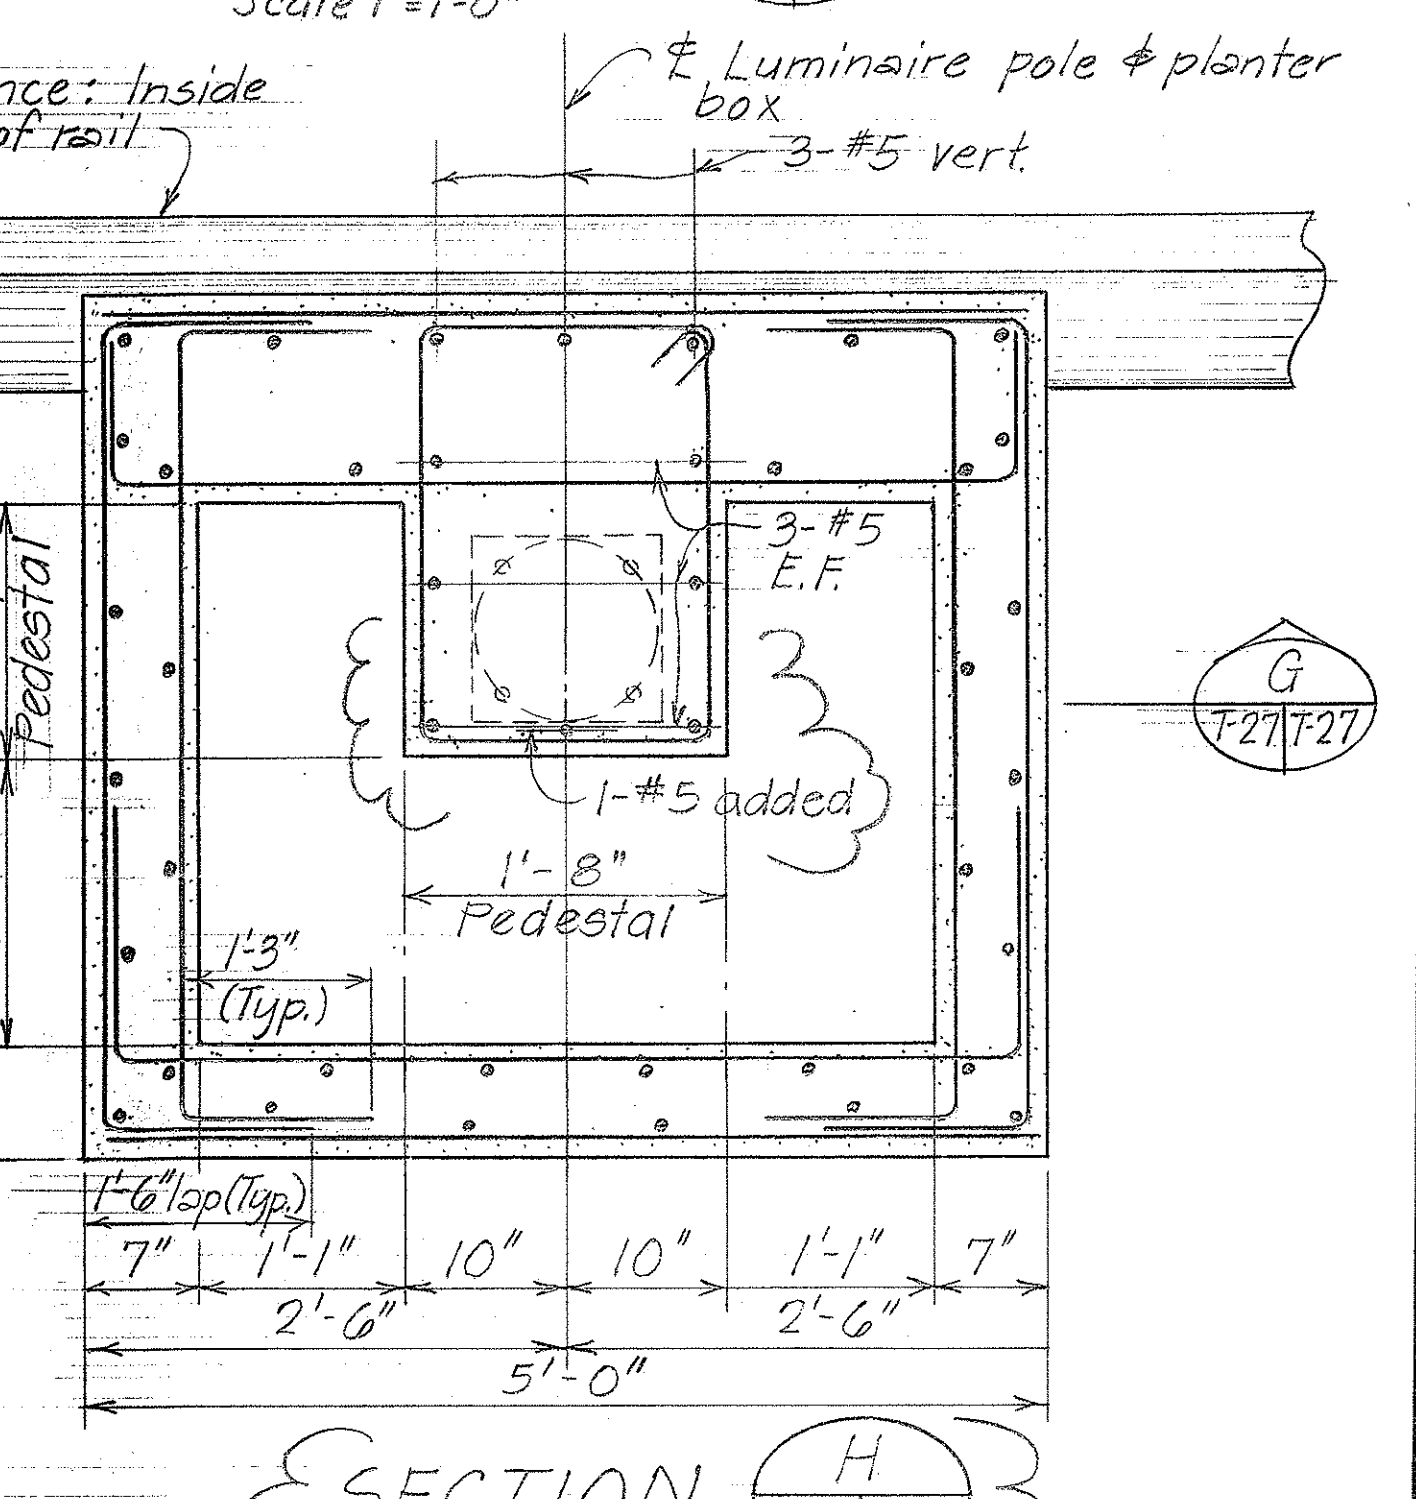 Scale 1"=1'-0"
℄ Luminaire pole & planter
box
nce: Inside
of rail
3-#5 vert.
3-#5
E.F.
Pedestal
G
T-27 T-27
1-#5 added
1'-8"
Pedestal
1'-3"
(Typ.)
1'-6" lap (Typ.)
7" 1'-1" 10" 10" 1'-1" 7"
2'-6" 2'-6"
5'-0"
SECTION H